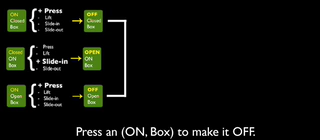 ON
Closed
Box
+ Press
- Lift
- Slide-in
- Slide-out
OFF
Closed
Box
Closed
ON
Box
- Press
- Lift
+ Slide-in
- Slide-out
OPEN
ON
Box
ON
Open
Box
+ Press
- Lift
- Slide-in
- Slide-out
OFF
Open
Box
Press an (ON, Box) to make it OFF.